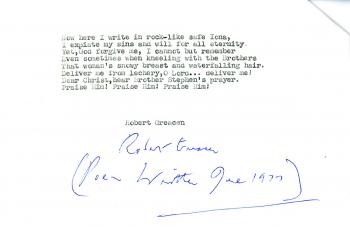 Now here I write in rock-like safe Iona,
I expiate my sins and will for all eternity.
Yet,God forgive me, I cannot but remember
Even sometimes when kneeling with the Brothers
That woman's snowy breast and waterfalling hair.
Deliver me from lechery,O Lord... deliver me!
Dear Christ,hear Brother Stephen's prayer.
Praise Him! Praise Him! Praise Him!
Robert Greacen
Robert Greacen
(Poem Written June 1977)